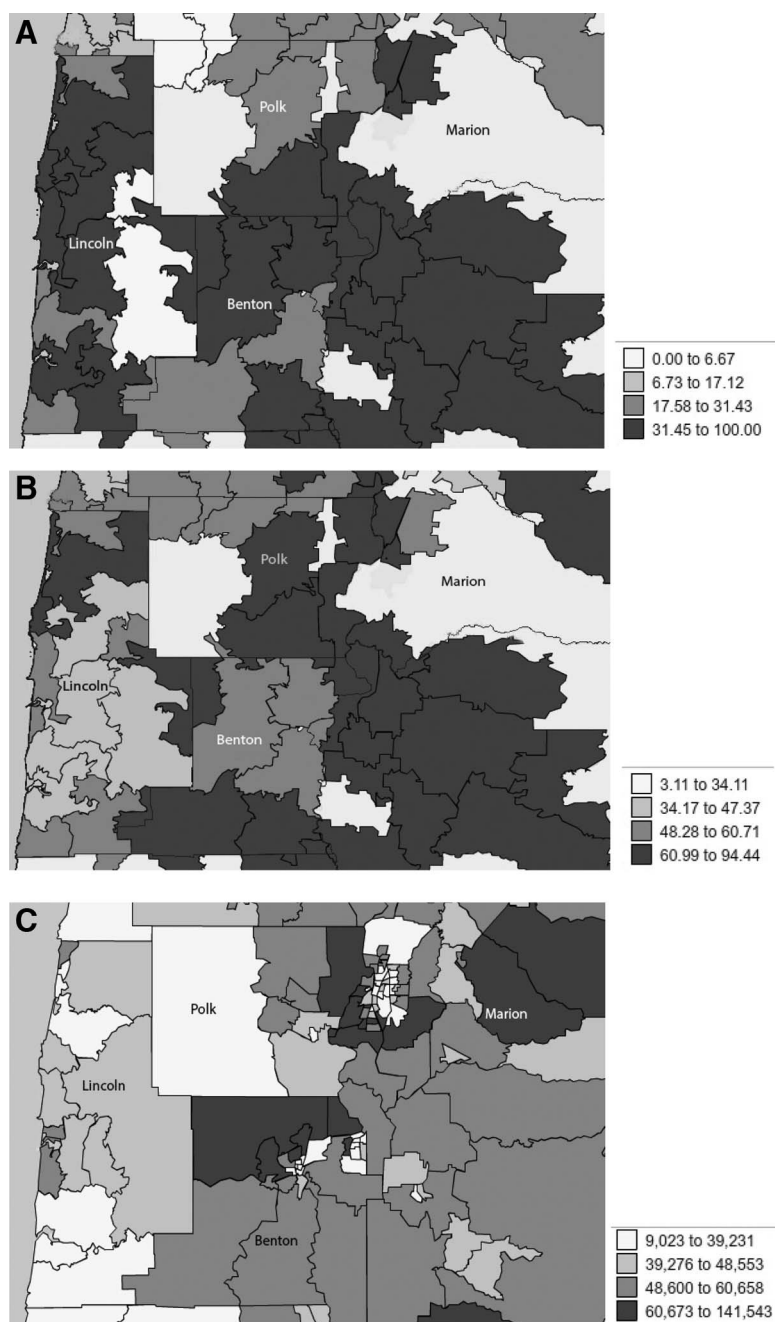 A
Polk
Marion
Lincoln
Benton
0.00 to 6.67
6.73 to 17.12
17.58 to 31.43
31.45 to 100.00
B
Polk
Marion
Lincoln
Benton
3.11 to 34.11
34.17 to 47.37
48.28 to 60.71
60.99 to 94.44
C
Polk
Marion
Lincoln
Benton
9,023 to 39,231
39,276 to 48,553
48,600 to 60,658
60,673 to 141,543